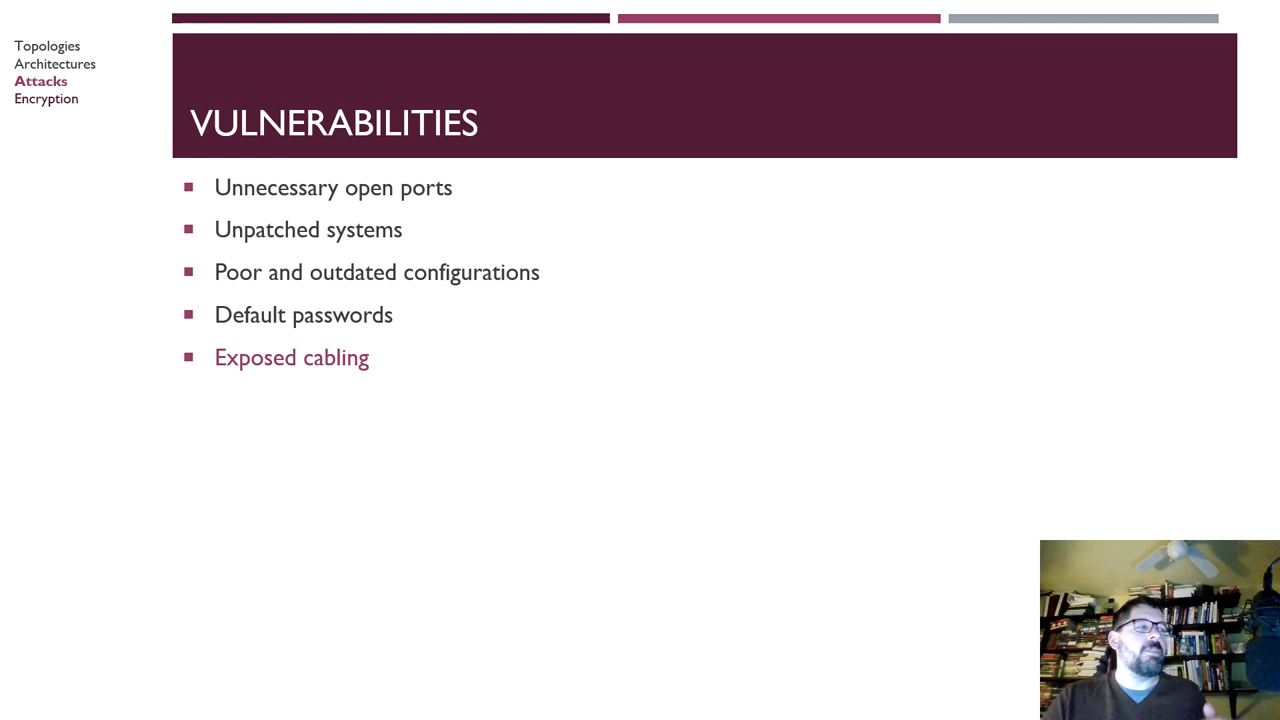 Topologies
Architectures
Attacks
Encryption
VULNERABILITIES
Unnecessary open ports
Unpatched systems
Poor and outdated configurations
Default passwords
Exposed cabling